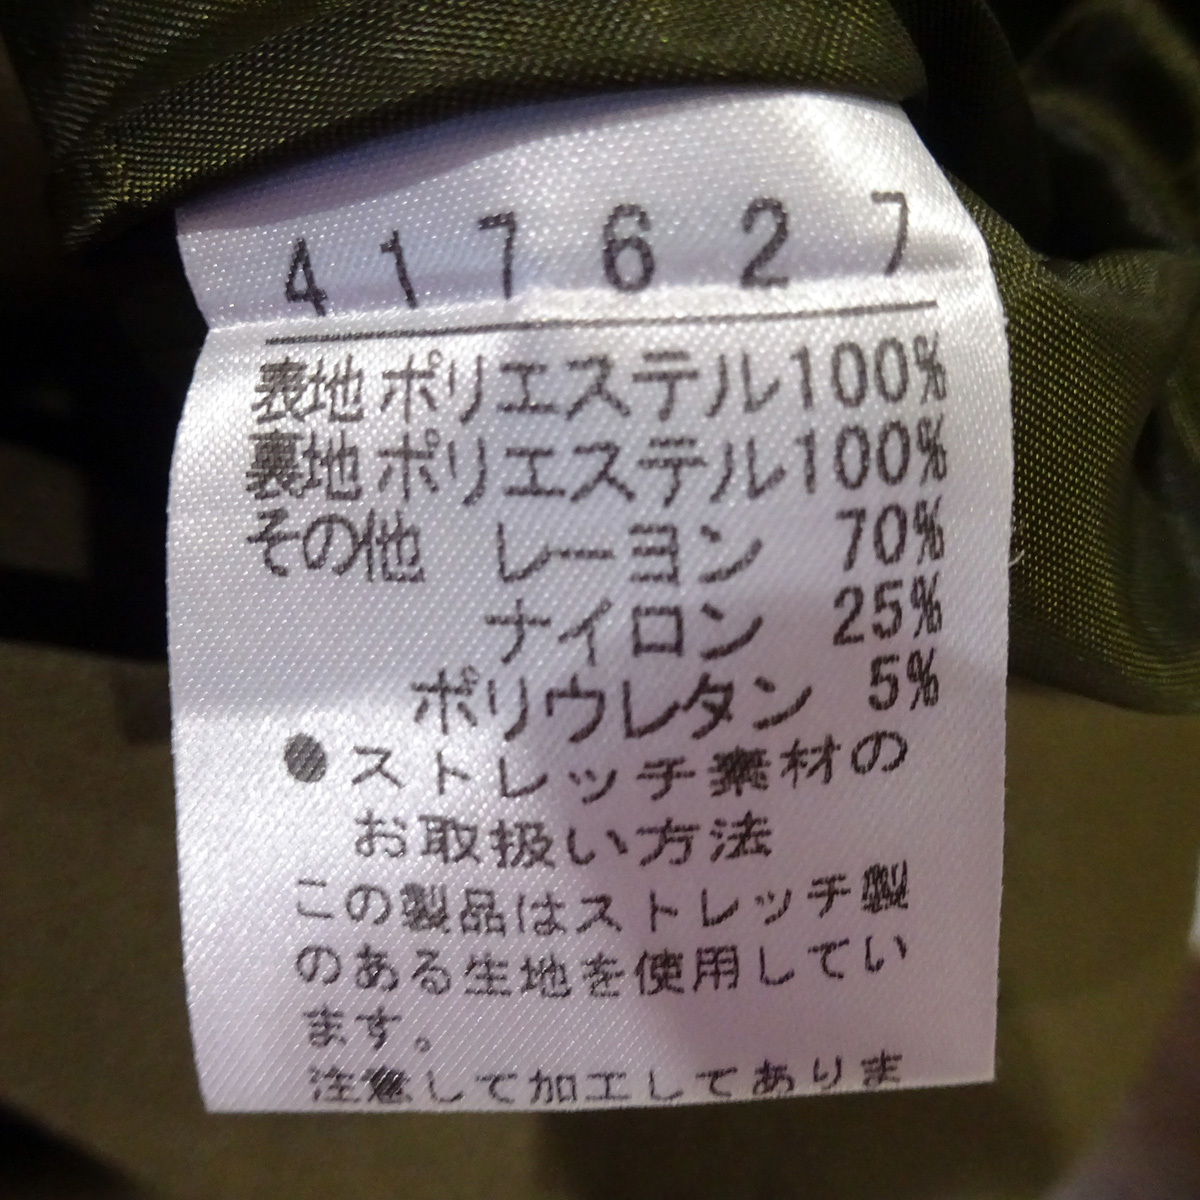 417627
表地 ポリエステル100%
裏地 ポリエステル100%
その他 レーヨン 70%
ナイロン 25%
ポリウレタン 5%
●ストレッチ素材の
お取扱い方法
この製品はストレッチ製
のある生地を使用してい
ます。
注意して加工してありま